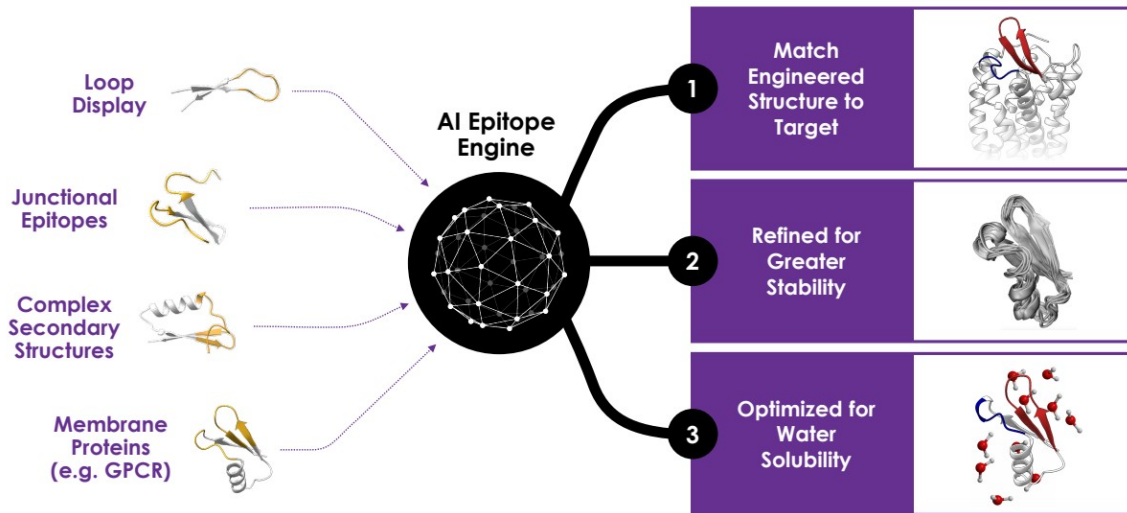 Loop
Display
Junctional
Epitopes
Complex
Secondary
Structures
Membrane
Proteins
(e.g. GPCR)
AI Epitope
Engine
1
Match
Engineered
Structure to
Target
2
Refined for
Greater
Stability
3
Optimized for
Water
Solubility